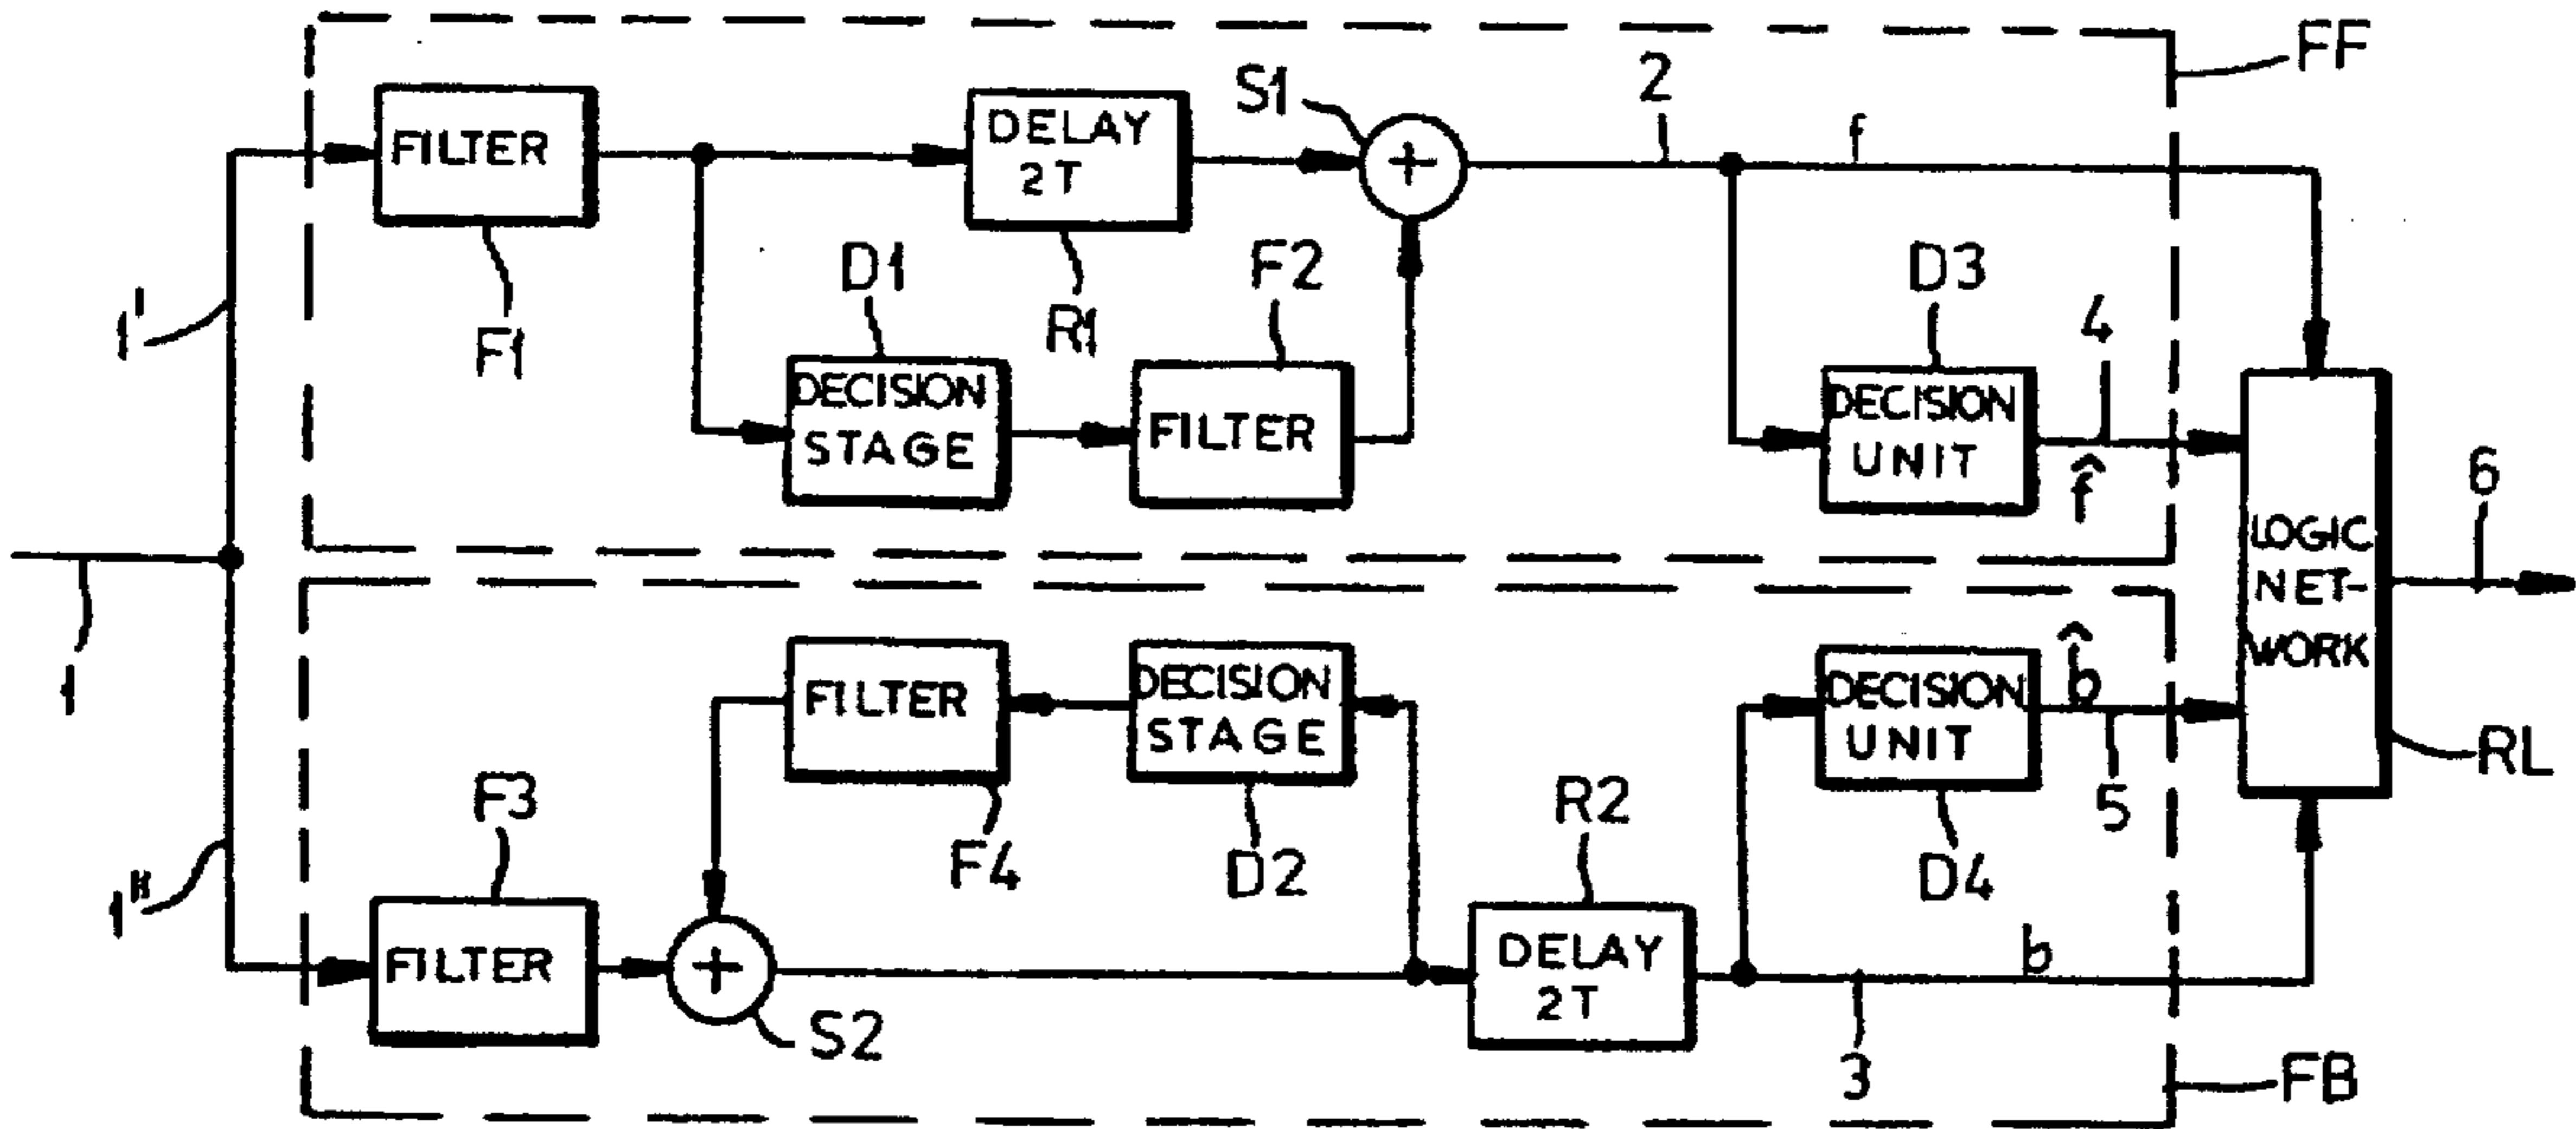 FF
2
S1
f
FILTER
DELAY
2T
+
F2
D1
D3
1'
F1
R1
4
DECISION
STAGE
FILTER
DECISION
UNIT
f̂
6
LOGIC
NET-
WORK
1
FILTER
DECISION
STAGE
DECISION
UNIT
b̂
RL
F3
R2
5
F4
D2
D4
1"
FILTER
+
DELAY
2T
b
S2
3
FB